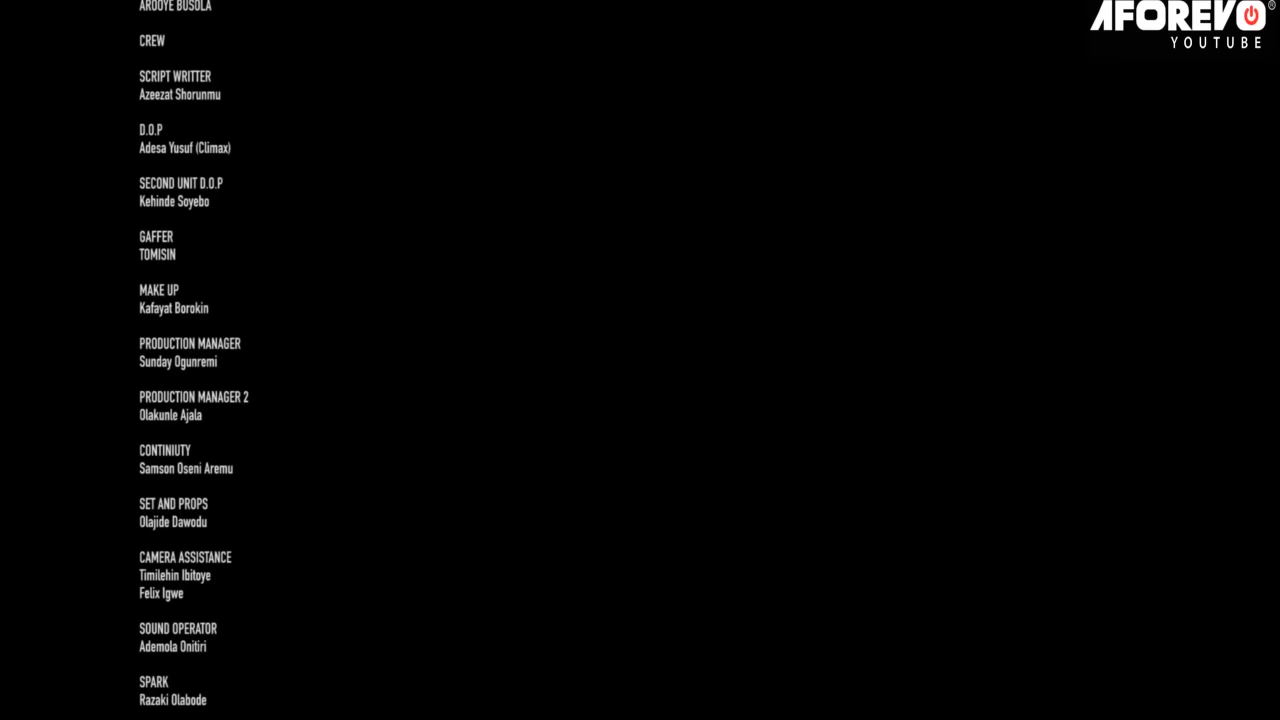 AROOYE BUSOLA
AFOREVO®
YOUTUBE
CREW
SCRIPT WRITTER
Azeezat Shorunmu
D.O.P
Adesa Yusuf (Climax)
SECOND UNIT D.O.P
Kehinde Soyebo
GAFFER
TOMISIN
MAKE UP
Kafayat Borokin
PRODUCTION MANAGER
Sunday Ogunremi
PRODUCTION MANAGER 2
Olakunle Ajala
CONTINIUTY
Samson Oseni Aremu
SET AND PROPS
Olajide Dawodu
CAMERA ASSISTANCE
Timilehin Ibitoye
Felix Igwe
SOUND OPERATOR
Ademola Onitiri
SPARK
Razaki Olabode